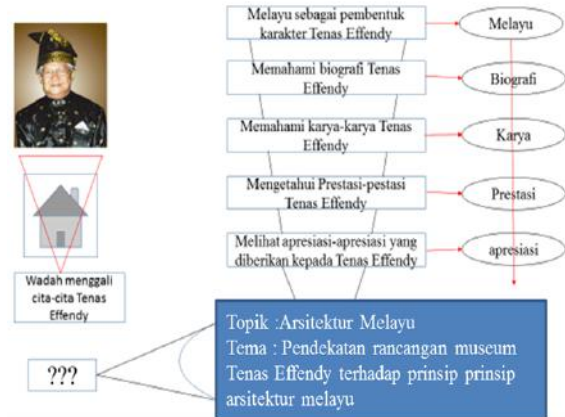 Melayu sebagai pembentuk
karakter Tenas Effendy
Melayu
Memahami biografi Tenas
Effendy
Biografi
Memahami karya-karya Tenas
Effendy
Karya
Mengetahui Prestasi-pestasi
Tenas Effendy
Prestasi
Melihat apresiasi-apresiasi yang
diberikan kepada Tenas Effendy
apresiasi
Wadah menggali
cita-cita Tenas
Effendy
???
Topik :Arsitektur Melayu
Tema : Pendekatan rancangan museum
Tenas Effendy terhadap prinsip prinsip
arsitektur melayu